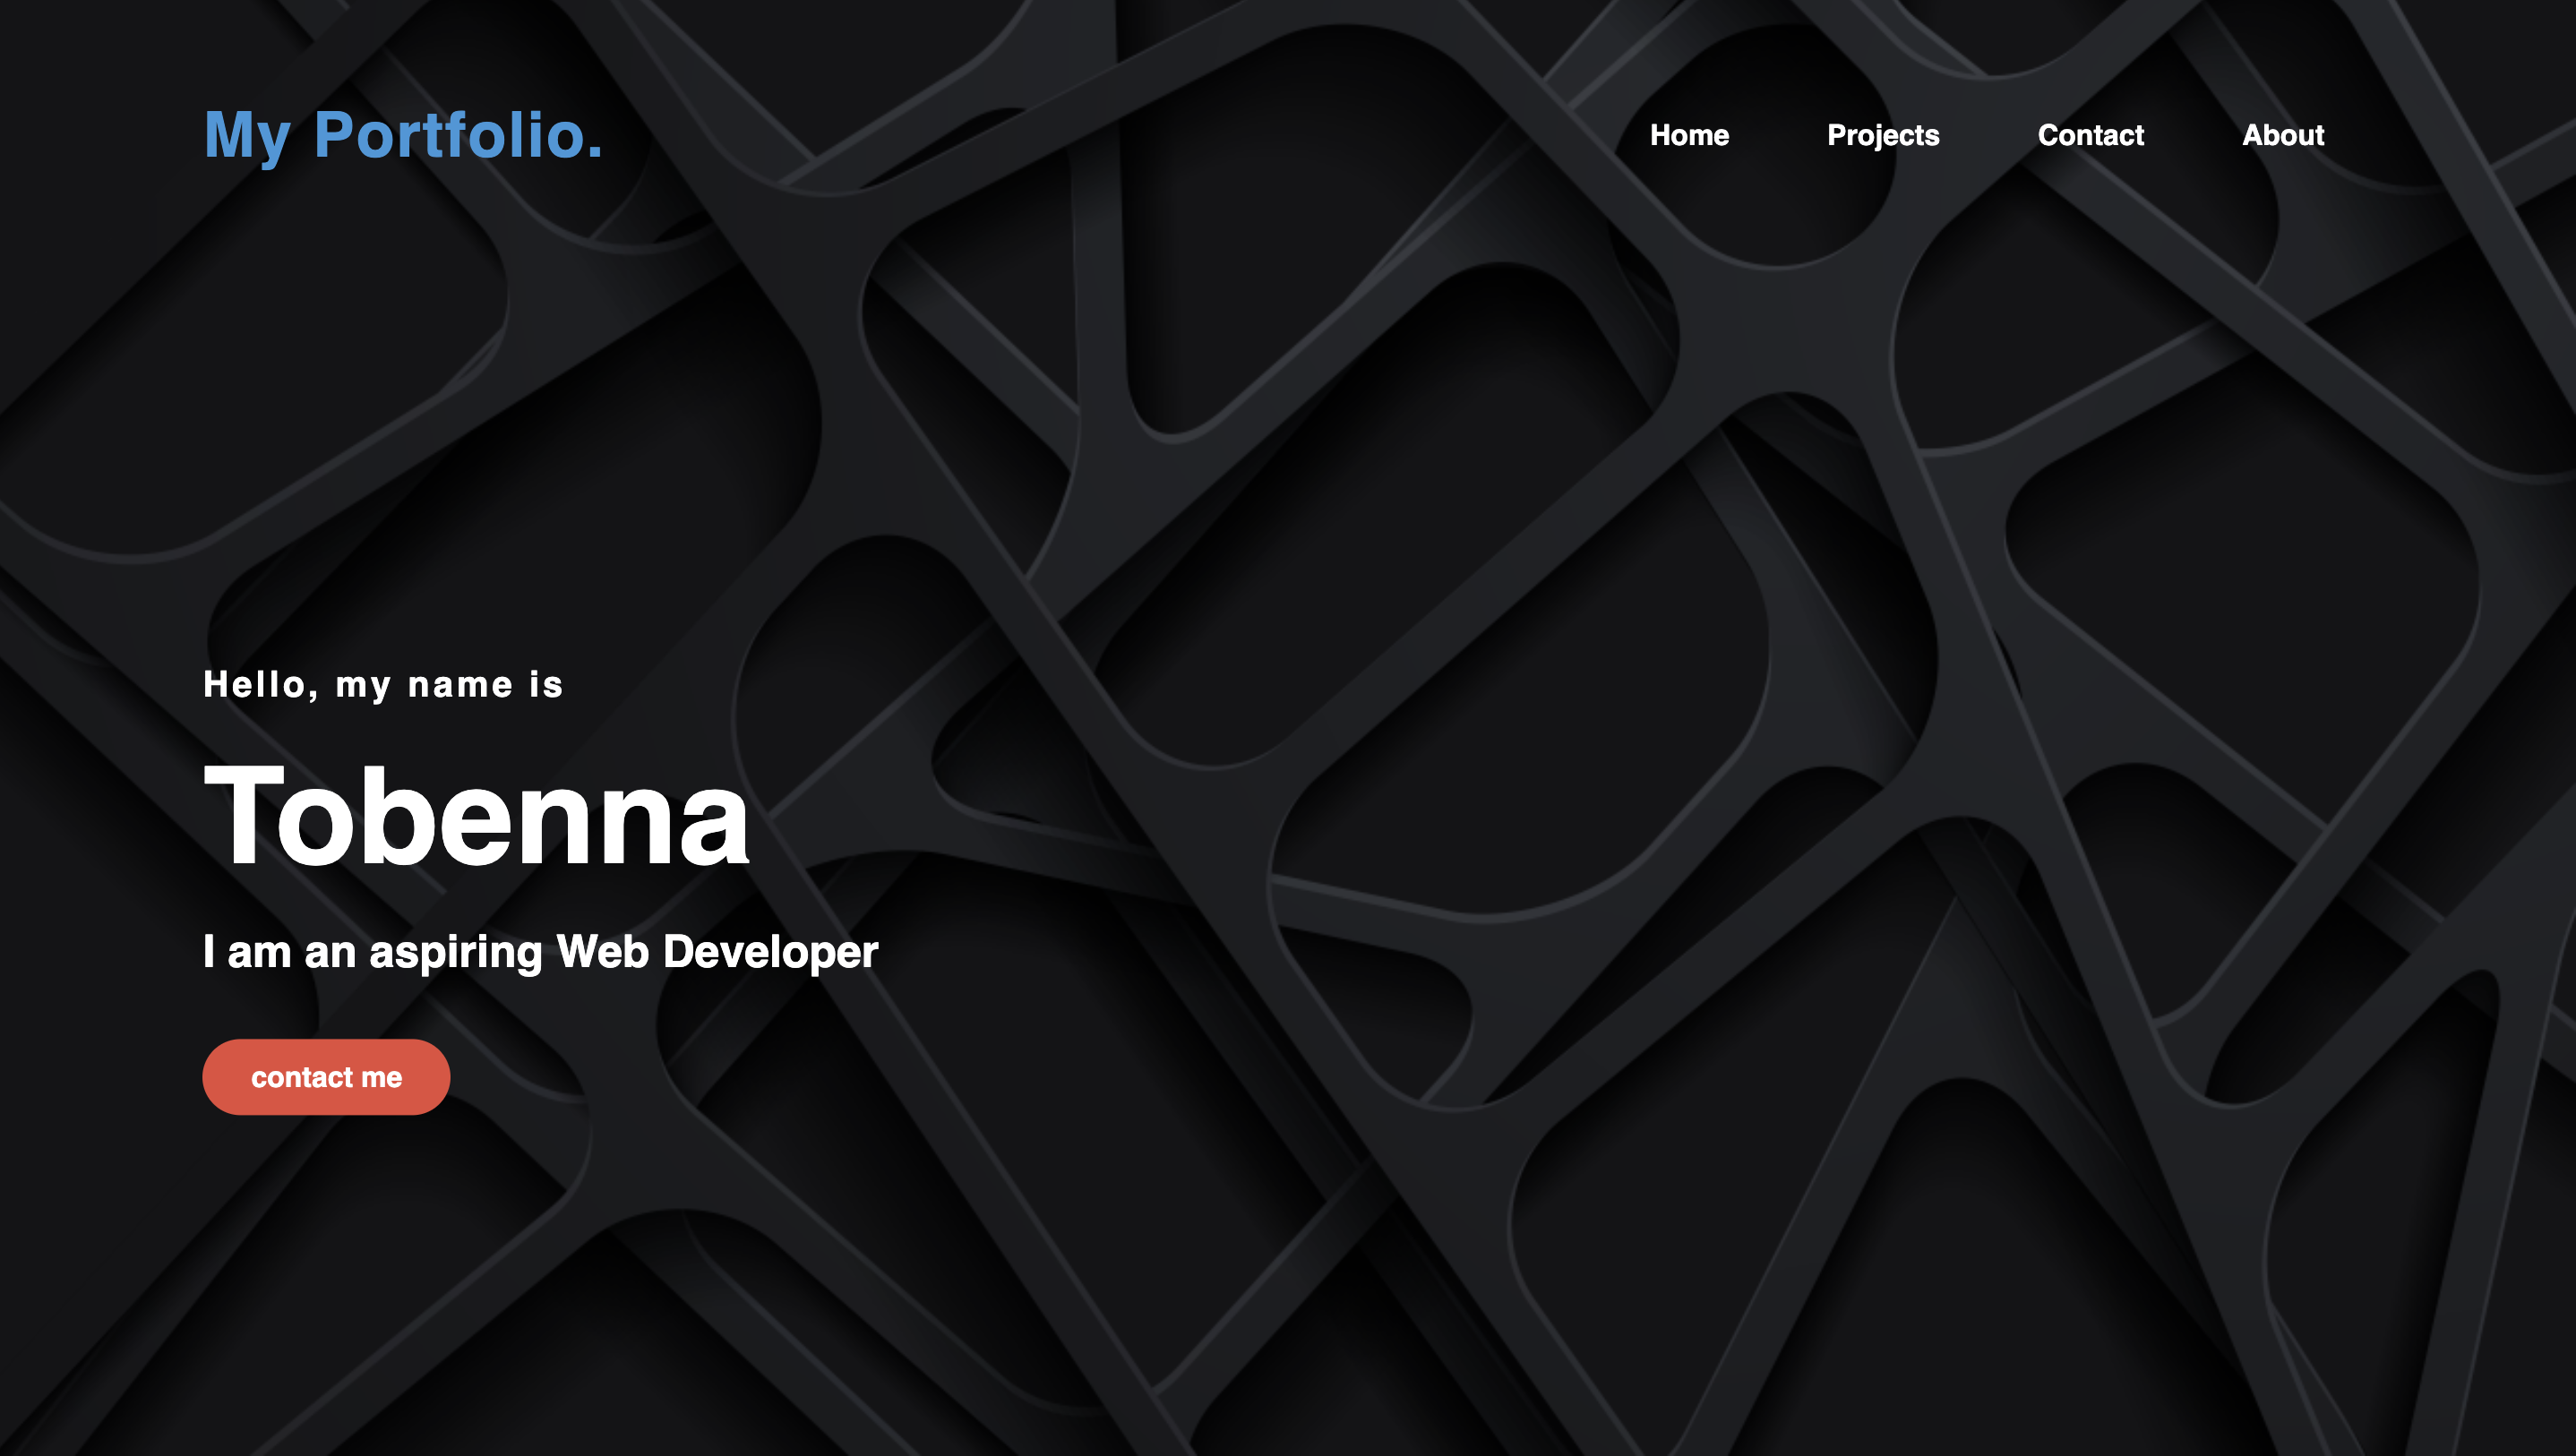 My Portfolio.
Home Projects Contact About
Hello, my name is
Tobenna
I am an aspiring Web Developer
contact me